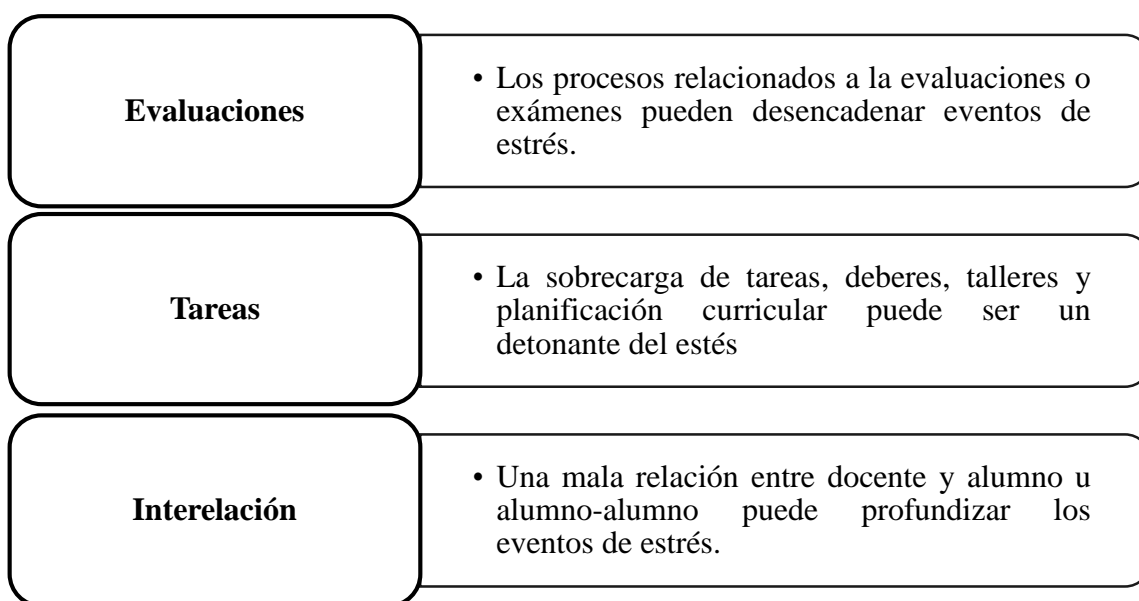 Evaluaciones
• Los procesos relacionados a la evaluaciones o
exámenes pueden desencadenar eventos de
estrés.
Tareas
• La sobrecarga de tareas, deberes, talleres y
planificación curricular puede ser un
detonante del estés
Interelación
• Una mala relación entre docente y alumno u
alumno-alumno puede profundizar los
eventos de estrés.